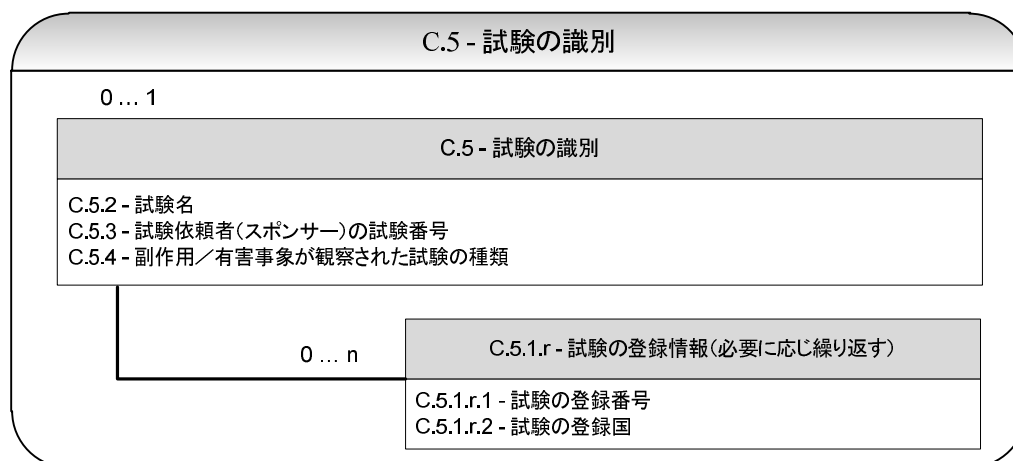 C.5 - 試験の識別
0 … 1
C.5 - 試験の識別
C.5.2 - 試験名
C.5.3 - 試験依頼者（スポンサー）の試験番号
C.5.4 - 副作用／有害事象が観察された試験の種類
0 … n
C.5.1.r - 試験の登録情報（必要に応じ繰り返す）
C.5.1.r.1 - 試験の登録番号
C.5.1.r.2 - 試験の登録国